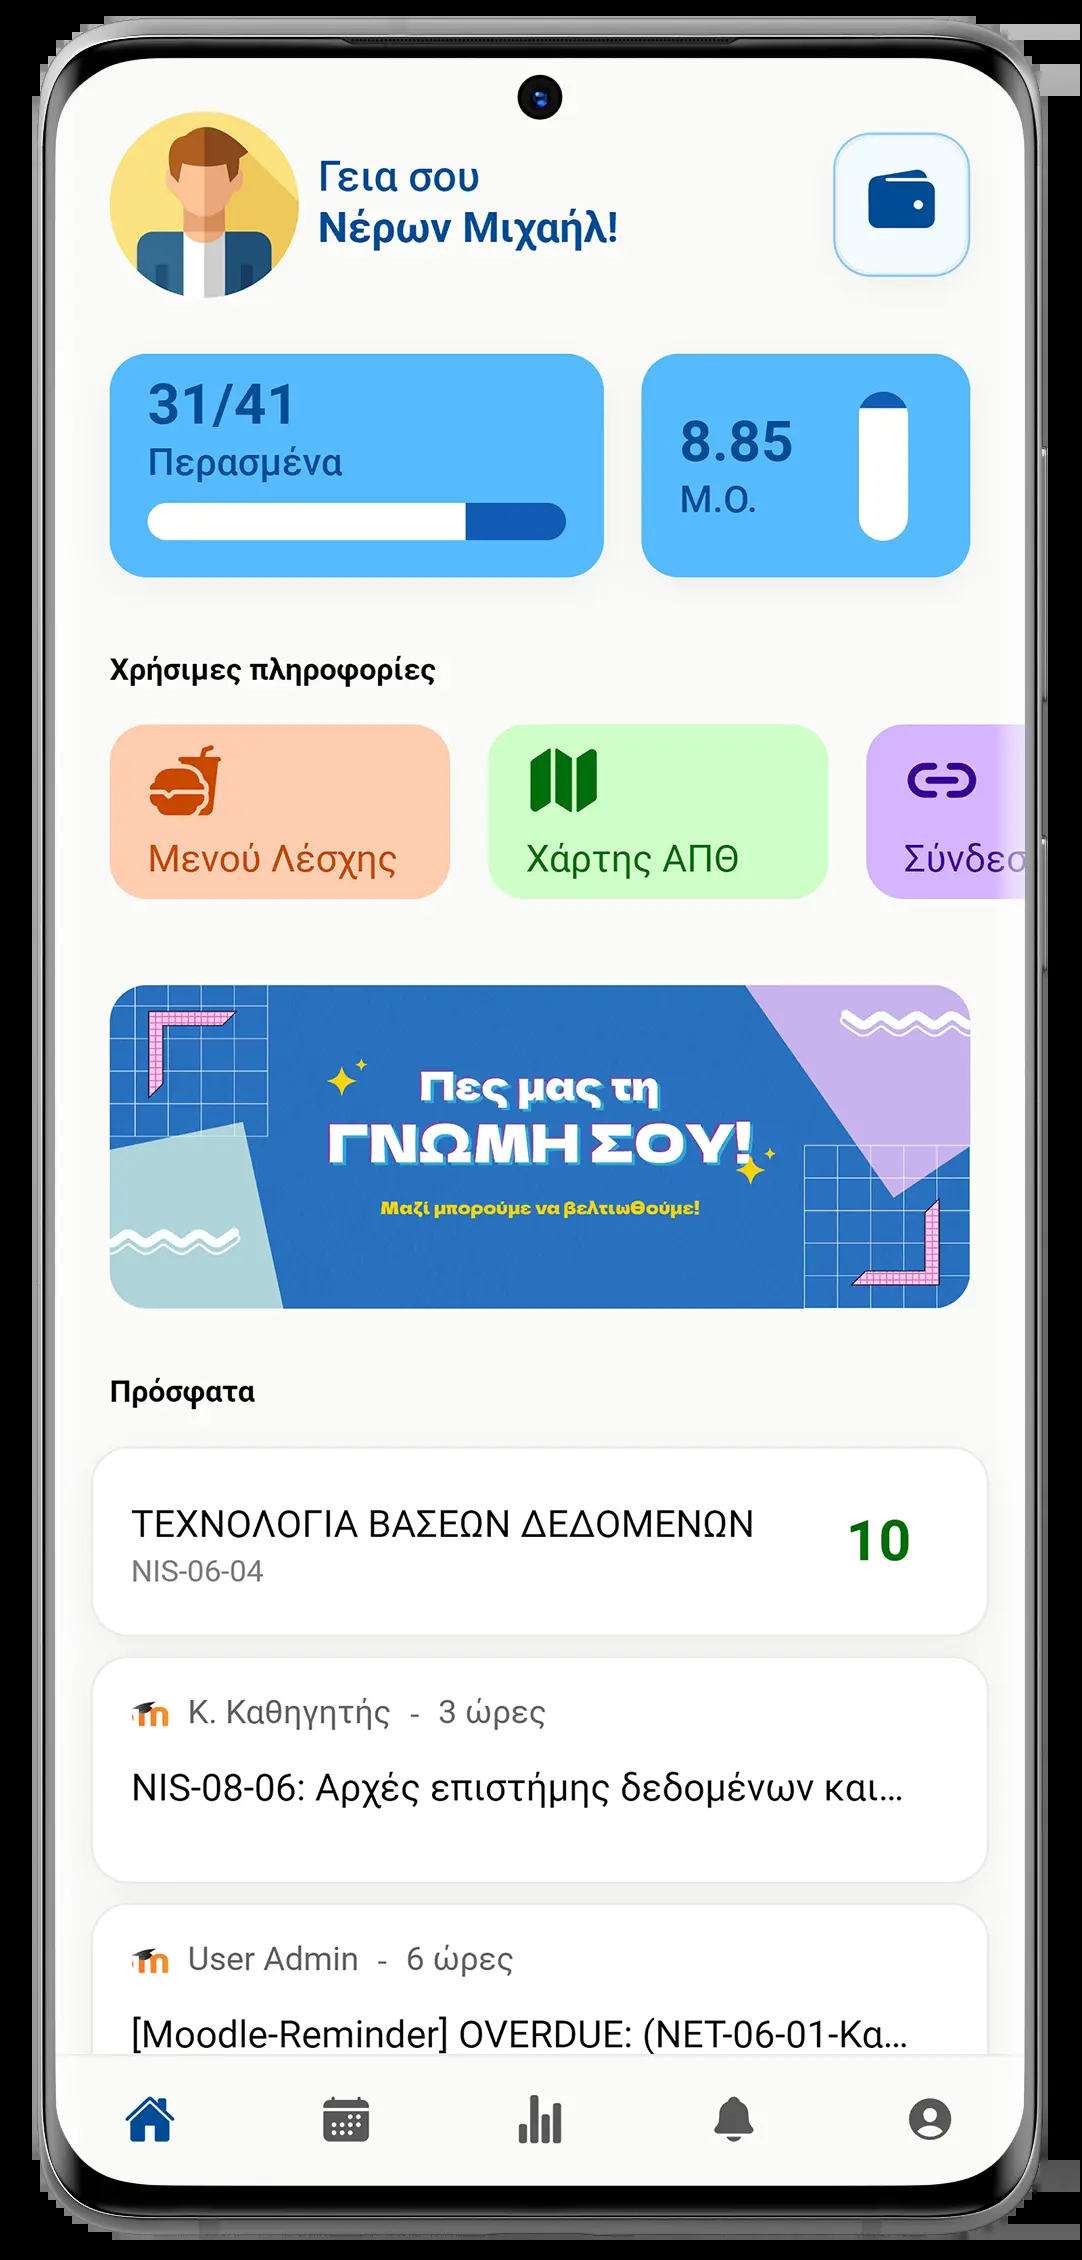 Γεια σου
Νέρων Μιχαήλ!
31/41
Περασμένα
8.85
Μ.Ο.
Χρήσιμες πληροφορίες
Μενού Λέσχης
Χάρτης ΑΠΘ
Σύνδεσ
Πες μας τη
ΓΝΩΜΗ ΣΟΥ!
Μαζί μπορούμε να βελτιωθούμε!
Πρόσφατα
ΤΕΧΝΟΛΟΓΙΑ ΒΑΣΕΩΝ ΔΕΔΟΜΕΝΩΝ
10
NIS-06-04
Κ. Καθηγητής - 3 ώρες
NIS-08-06: Αρχές επιστήμης δεδομένων και...
User Admin - 6 ώρες
[Moodle-Reminder] OVERDUE: (NET-06-01-Κα...